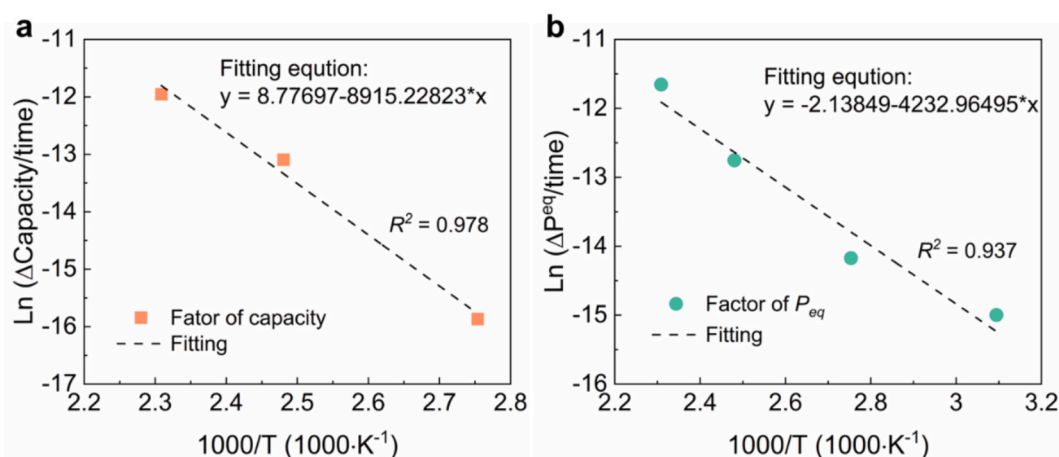 a
-11
-12
-13
-14
-15
-16
-17
Ln (ΔCapacity/time)
Fitting eqution:
y = 8.77697-8915.22823*x
R² = 0.978
Fator of capacity
Fitting
2.2 2.3 2.4 2.5 2.6 2.7 2.8
1000/T (1000·K⁻¹)
b
-11
-12
-13
-14
-15
-16
Ln (ΔP^eq/time)
Fitting eqution:
y = -2.13849-4232.96495*x
R² = 0.937
Factor of P_eq
Fitting
2.2 2.4 2.6 2.8 3 3.2
1000/T (1000·K⁻¹)